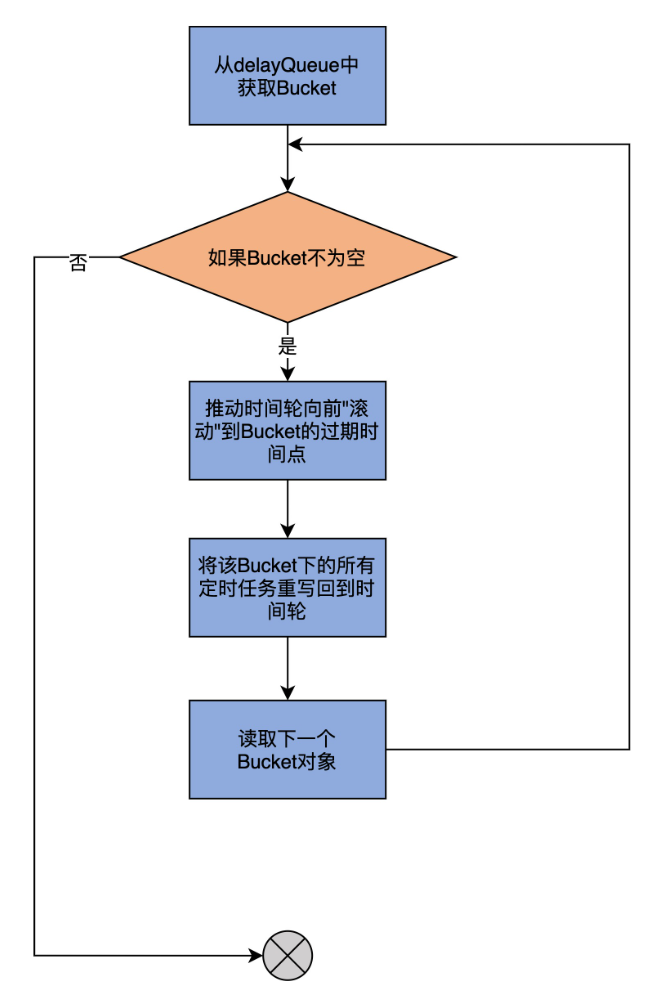 从delayQueue中
获取Bucket
如果Bucket不为空
否
是
推动时间轮向前"滚
动"到Bucket的过期时
间点
将该Bucket下的所有
定时任务重写回到时
间轮
读取下一个
Bucket对象